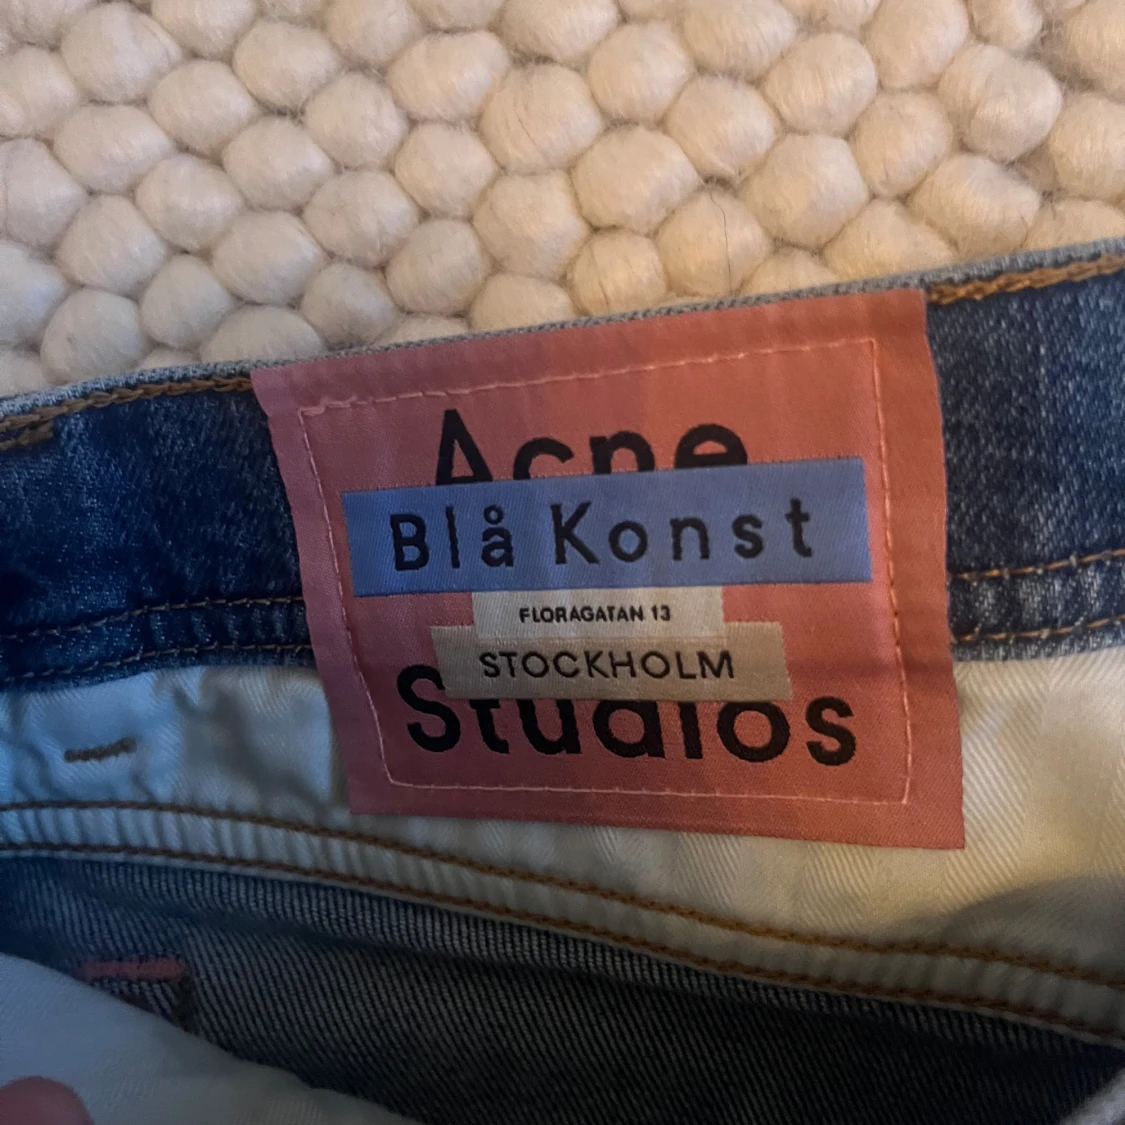 Acne
Blå Konst
FLORAGATAN 13
STOCKHOLM
Studios